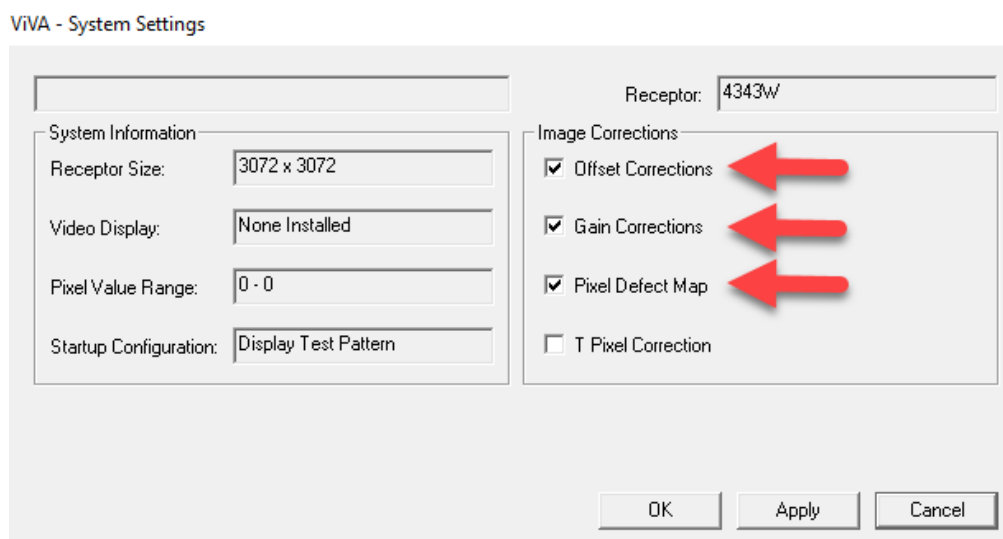 ViVA - System Settings
Receptor: 4343W
System Information
Receptor Size: 3072 x 3072
Video Display: None Installed
Pixel Value Range: 0 - 0
Startup Configuration: Display Test Pattern
Image Corrections
Offset Corrections
Gain Corrections
Pixel Defect Map
T Pixel Correction
OK Apply Cancel